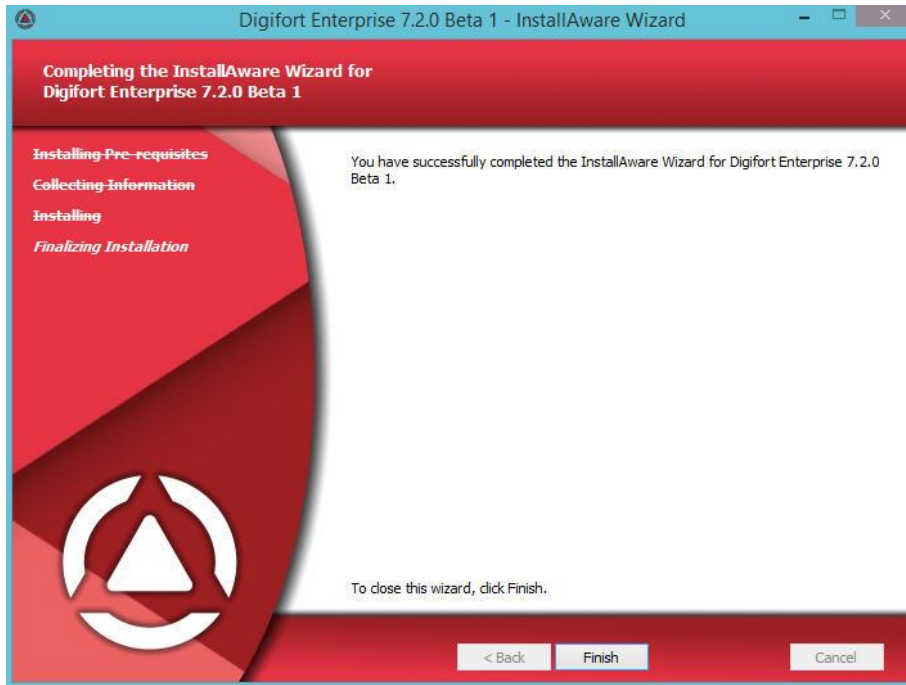 Digifort Enterprise 7.2.0 Beta 1 - InstallAware Wizard
Completing the InstallAware Wizard for
Digifort Enterprise 7.2.0 Beta 1
Installing Pre-requisites
Collecting Information
Installing
Finalizing Installation
You have successfully completed the InstallAware Wizard for Digifort Enterprise 7.2.0
Beta 1.
To close this wizard, click Finish.
< Back
Finish
Cancel